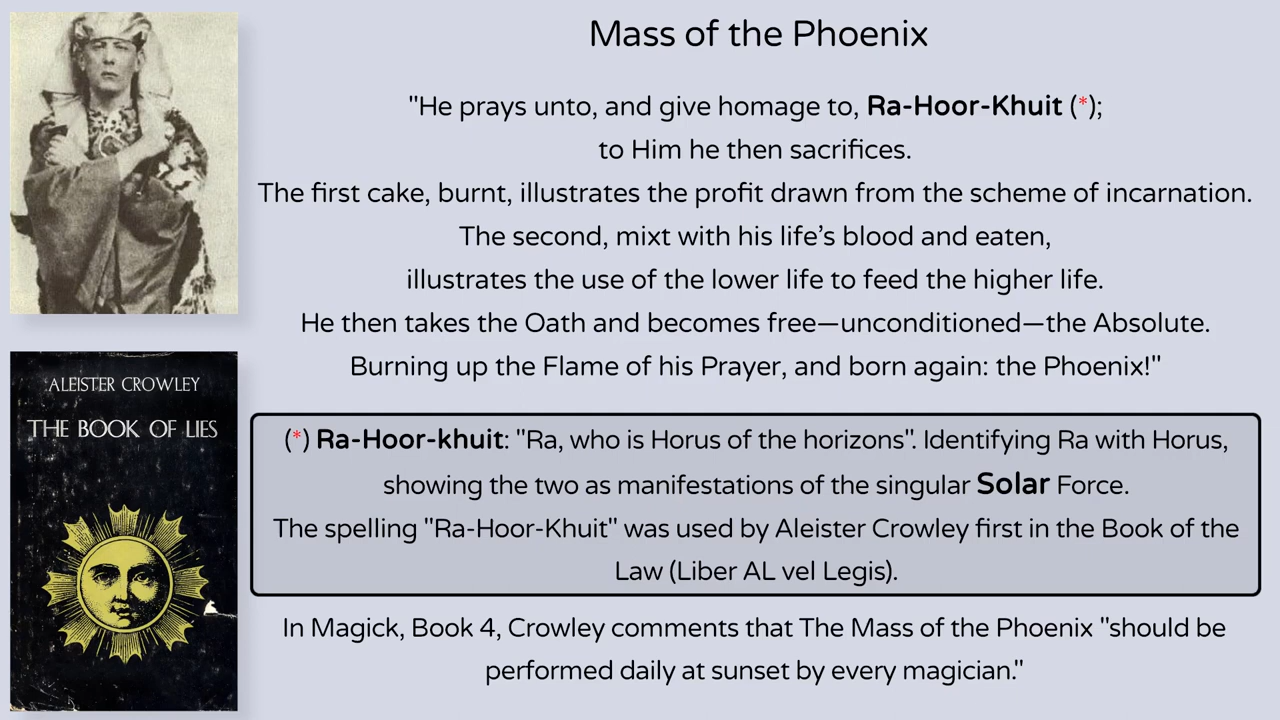 Mass of the Phoenix
"He prays unto, and give homage to, Ra-Hoor-Khuit (*);
to Him he then sacrifices.
The first cake, burnt, illustrates the profit drawn from the scheme of incarnation.
The second, mixt with his life’s blood and eaten,
illustrates the use of the lower life to feed the higher life.
He then takes the Oath and becomes free—unconditioned—the Absolute.
Burning up the Flame of his Prayer, and born again: the Phoenix!"
ALEISTER CROWLEY
THE BOOK OF LIES
(*) Ra-Hoor-khuit: "Ra, who is Horus of the horizons". Identifying Ra with Horus,
showing the two as manifestations of the singular Solar Force.
The spelling "Ra-Hoor-Khuit" was used by Aleister Crowley first in the Book of the
Law (Liber AL vel Legis).
In Magick, Book 4, Crowley comments that The Mass of the Phoenix "should be
performed daily at sunset by every magician."